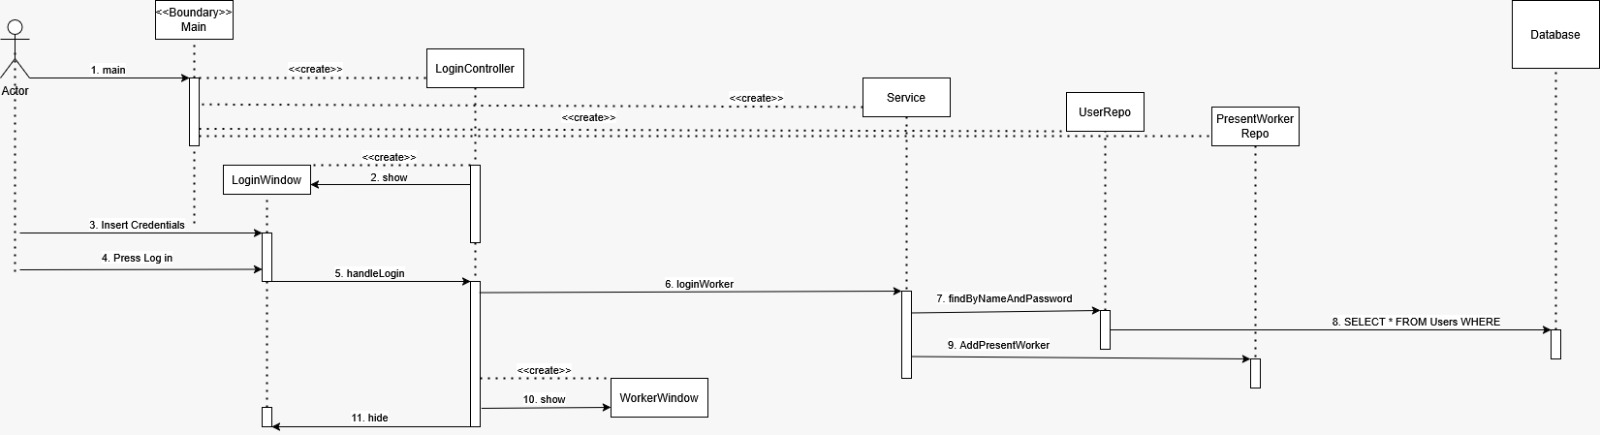 <<Boundary>>
Main
Database
Actor
1. main
<<create>>
LoginController
<<create>>
Service
<<create>>
UserRepo
PresentWorker
Repo
<<create>>
LoginWindow
2. show
3. Insert Credentials
4. Press Log in
5. handleLogin
6. loginWorker
7. findByNameAndPassword
8. SELECT * FROM Users WHERE
9. AddPresentWorker
<<create>>
WorkerWindow
10. show
11. hide